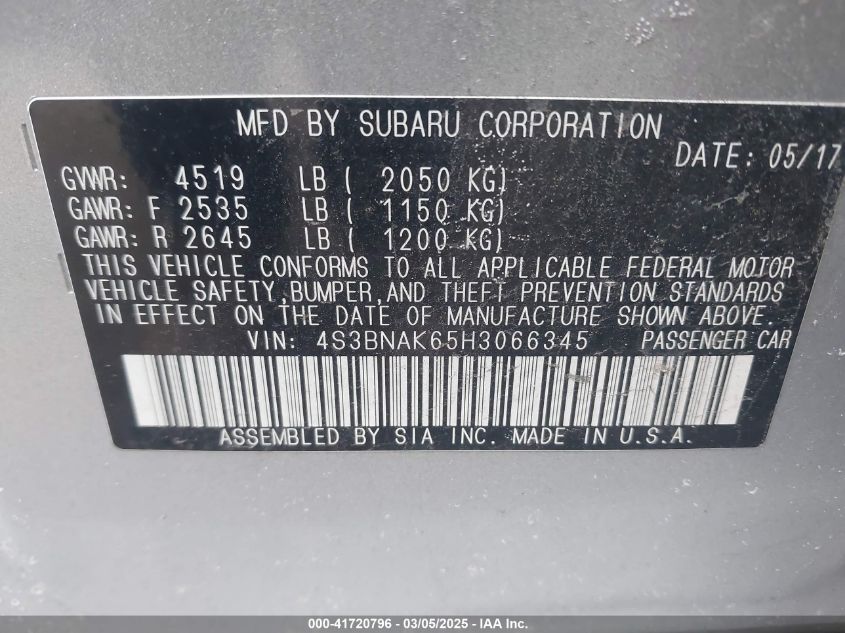 MFD BY SUBARU CORPORATION
DATE: 05/17
GVWR: 4519 LB ( 2050 KG)
GAWR: F 2535 LB ( 1150 KG)
GAWR: R 2645 LB ( 1200 KG)
THIS VEHICLE CONFORMS TO ALL APPLICABLE FEDERAL MOTOR
VEHICLE SAFETY,BUMPER,AND THEFT PREVENTION STANDARDS
IN EFFECT ON THE DATE OF MANUFACTURE SHOWN ABOVE.
VIN: 4S3BNAK65H3066345 PASSENGER CAR
ASSEMBLED BY SIA INC. MADE IN U.S.A.
000-41720796 - 03/05/2025 - IAA Inc.